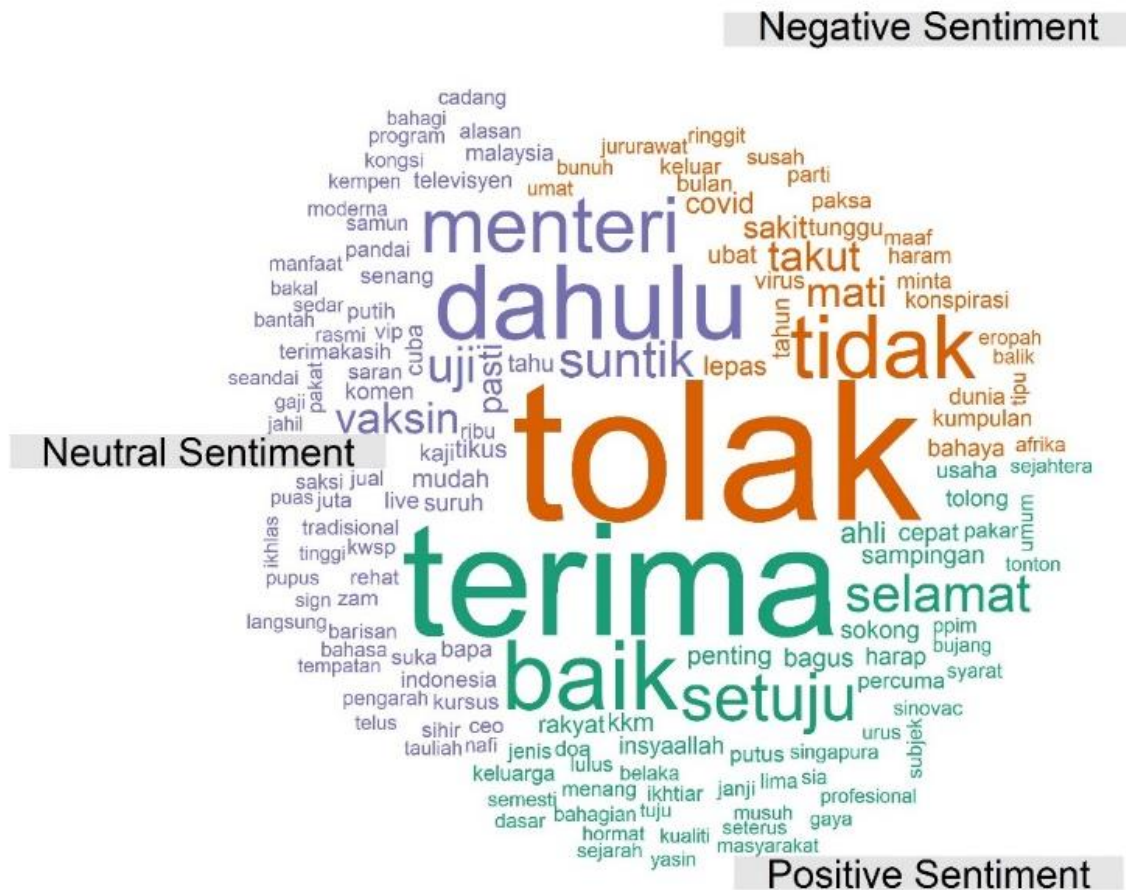 Negative Sentiment
cadang
bahagi
program alasan
kongsi malaysia
kempen televisyen
moderna
samun
pandai
manfaat senang
bakal
sedar putih
bantah
rasmi vip cuba
terimakasih
saran
seandai pakat
komen
gaji
jahil
menteri
dahulu
uji pasti tahu suntik
vaksin ribu
kaji tikus
mudah
jururawat ringgit
bunuh keluar susah
umat bulan parti
covid paksa
sakit tunggu maaf
ubat takut haram
virus mati minta
konspirasi
tahun tidak eropah
balik
lepas
dunia tipu
kumpulan
bahaya afrika
tolak
Neutral Sentiment
saksi jual
puas juta live suruh
ikhlas tradisional
tinggi kwsp
pupus rehat
sign zam
langsung barisan
bahasa suka bapa
tempatan
indonesia
pengarah kursus
telus sihir ceo
tauliah nafi
terima
usaha sejahtera
tolong
ahli cepat pakar umum
sampingan tonton
selamat
sokong ppim
bujang
baik penting bagus harap syarat
setuju percuma
sinovac
rakyat kkm urus
jenis doa insyaallah putus singapura subjek
keluarga lulus belaka
menang ikhtiar janji lima sia
semesti profesional
dasar bahagian tuju musuh gaya
hormat kualiti seterus
sejarah masyarakat
yasin
Positive Sentiment